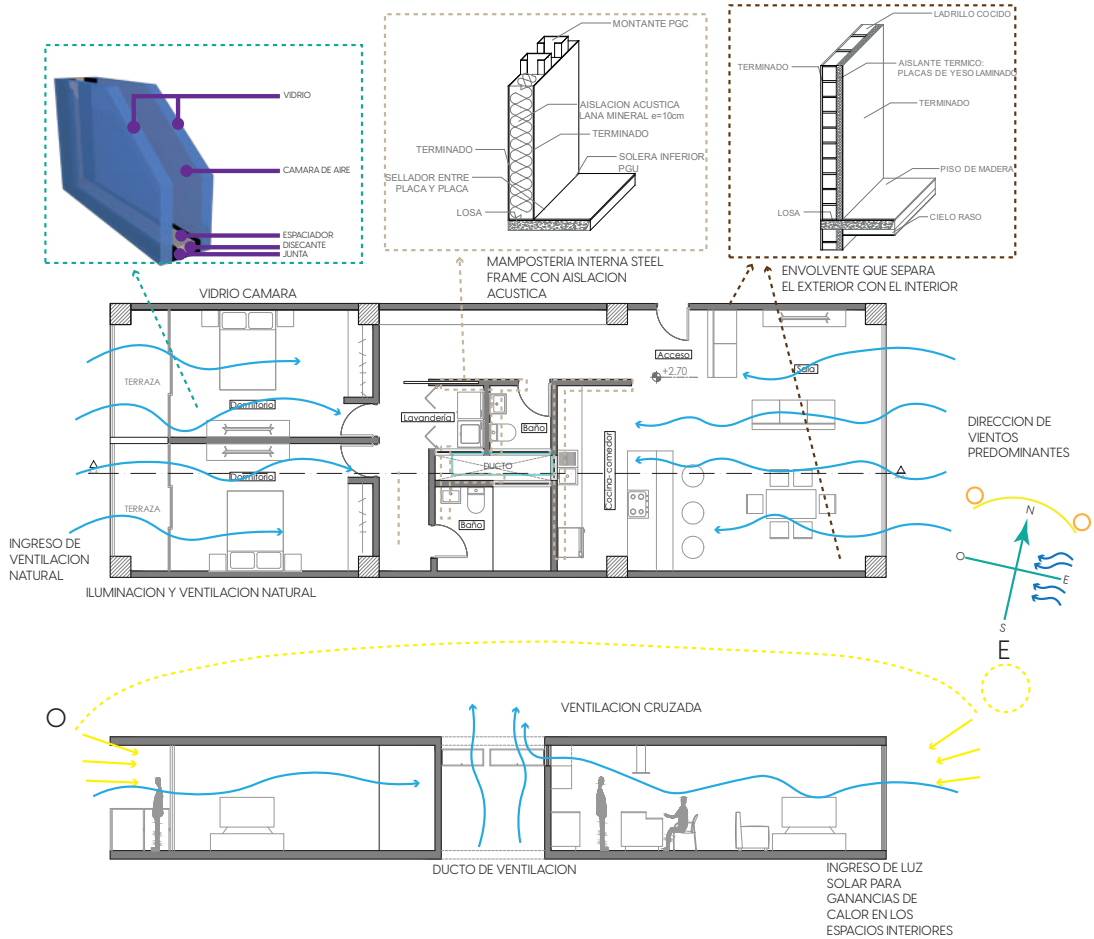 VIDRIO
CAMARA DE AIRE
ESPACIADOR
DISECANTE
JUNTA
MONTANTE PGC
AISLACION ACUSTICA
LANA MINERAL e=10cm
TERMINADO
TERMINADO
SOLERA INFERIOR
PGU
SELLADOR ENTRE
PLACA Y PLACA
LOSA
LADRILLO COCIDO
TERMINADO
AISLANTE TERMICO:
PLACAS DE YESO LAMINADO
TERMINADO
PISO DE MADERA
LOSA
CIELO RASO
VIDRIO CAMARA
MAMPOSTERIA INTERNA STEEL
FRAME CON AISLACION
ACUSTICA
ENVOLVENTE QUE SEPARA
EL EXTERIOR CON EL INTERIOR
TERRAZA
Dormitorio
Lavanderia
Baño
Acceso
+2.70
Sala
DUCTO
Cocina-comedor
Dormitorio
TERRAZA
Baño
DIRECCION DE
VIENTOS
PREDOMINANTES
N
O
E
S
INGRESO DE
VENTILACION
NATURAL
ILUMINACION Y VENTILACION NATURAL
E
O
VENTILACION CRUZADA
DUCTO DE VENTILACION
INGRESO DE LUZ
SOLAR PARA
GANANCIAS DE
CALOR EN LOS
ESPACIOS INTERIORES